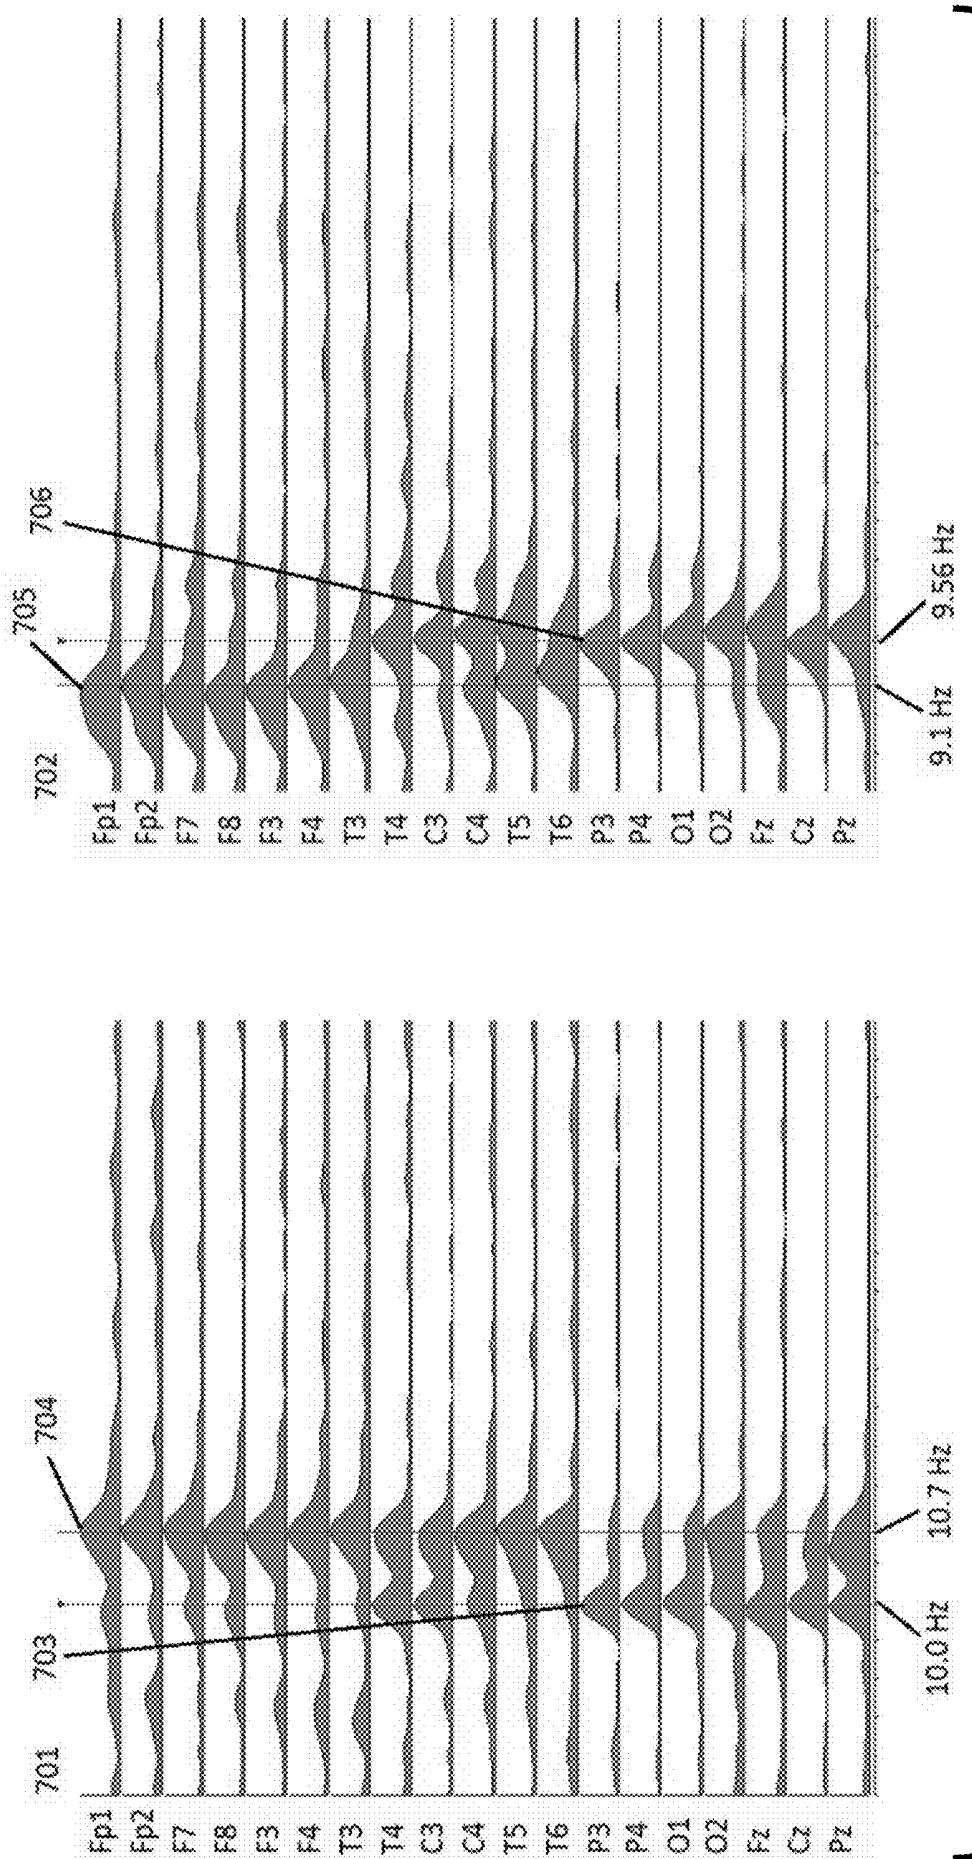 701
703
704
Fp1
Fp2
F7
F8
F3
F4
T3
T4
C3
C4
T5
T6
P3
P4
O1
O2
Fz
Cz
Pz
10.0 Hz
10.7 Hz
702
705
706
Fp1
Fp2
F7
F8
F3
F4
T3
T4
C3
C4
T5
T6
P3
P4
O1
O2
Fz
Cz
Pz
9.1 Hz
9.56 Hz